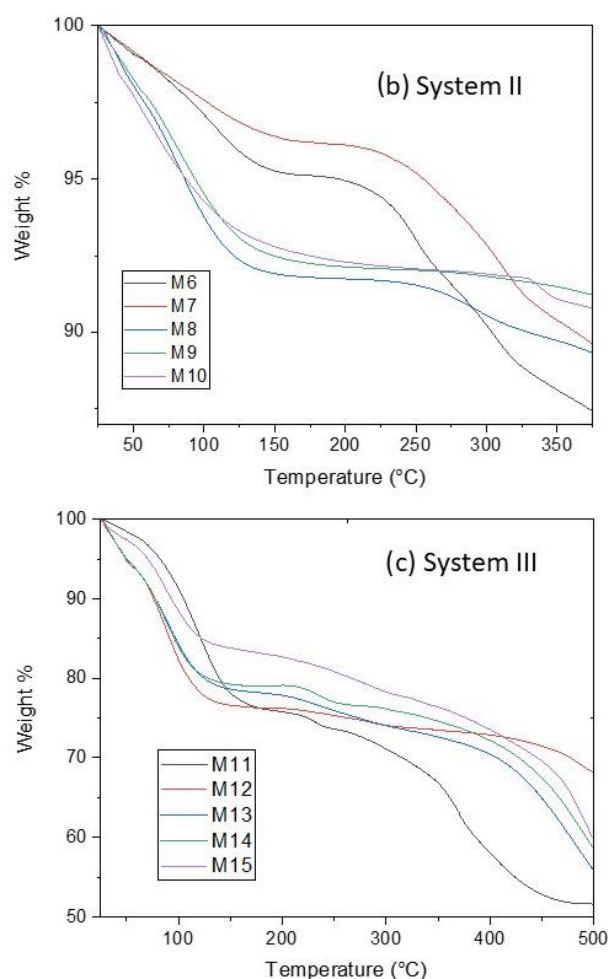 100
95
90
Weight %
(b) System II
M6
M7
M8
M9
M10
50 100 150 200 250 300 350
Temperature (°C)
100
90
80
70
60
50
Weight %
(c) System III
M11
M12
M13
M14
M15
100 200 300 400 500
Temperature (°C)